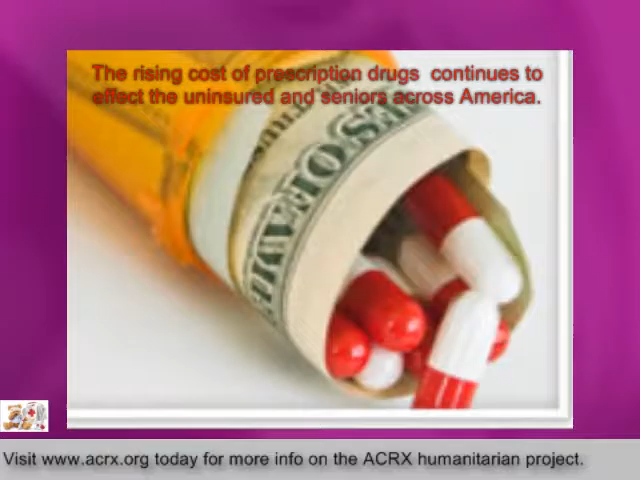 The rising cost of prescription drugs continues to
effect the uninsured and seniors across America.
Visit www.acrx.org today for more info on the ACRX humanitarian project.